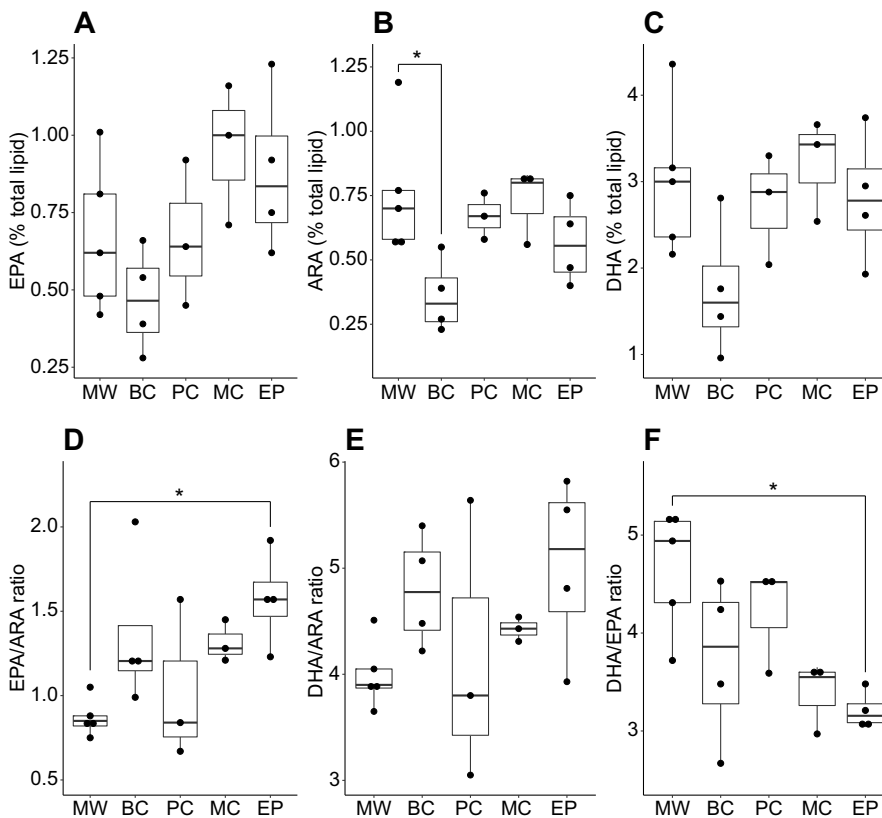 A
B
C
EPA (% total lipid)
1.25
1.00
0.75
0.50
0.25
MW BC PC MC EP
ARA (% total lipid)
1.25
1.00
0.75
0.50
0.25
*
MW BC PC MC EP
DHA (% total lipid)
4
3
2
1
MW BC PC MC EP
D
E
F
EPA/ARA ratio
2.0
1.5
1.0
0.5
*
MW BC PC MC EP
DHA/ARA ratio
6
5
4
3
MW BC PC MC EP
DHA/EPA ratio
5
4
3
*
MW BC PC MC EP